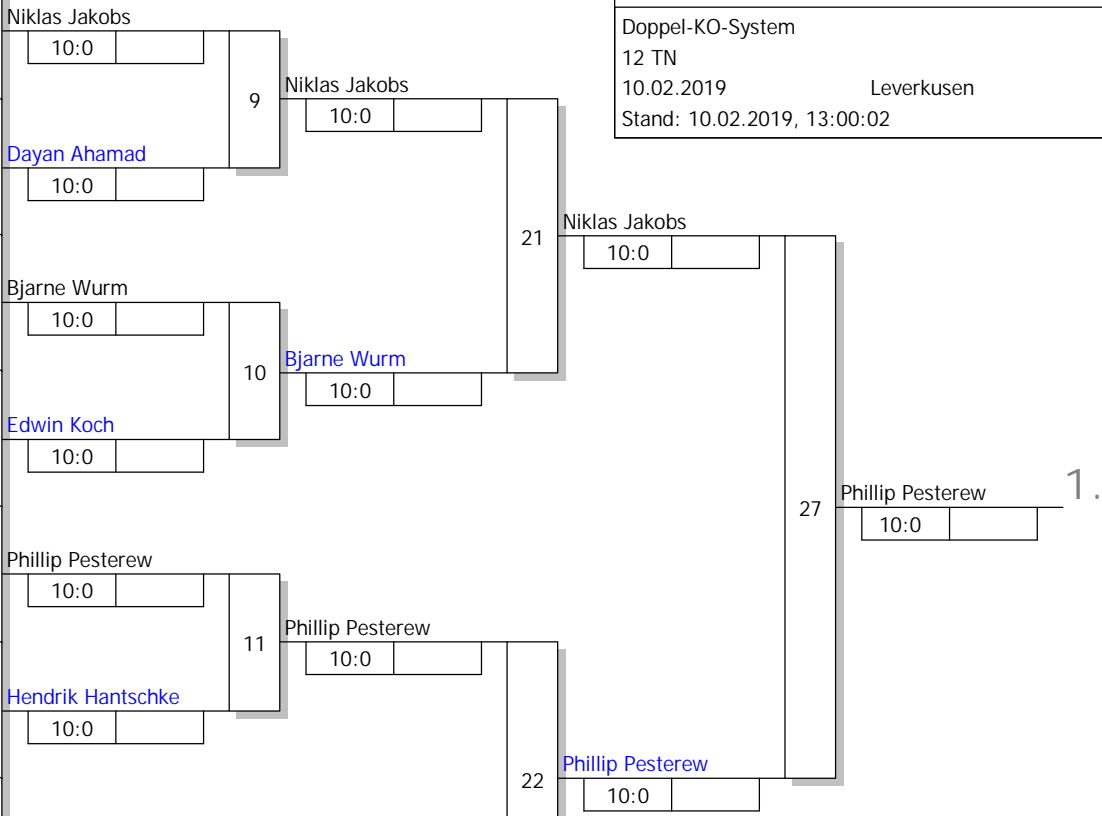 Niklas Jakobs
10:0
9
Dayan Ahamad
10:0
Niklas Jakobs
10:0
Bjarne Wurm
10:0
10
Edwin Koch
10:0
Bjarne Wurm
10:0
21
Niklas Jakobs
10:0
Phillip Pesterew
10:0
11
Hendrik Hantschke
10:0
Phillip Pesterew
10:0
22
Phillip Pesterew
10:0
27
Phillip Pesterew
10:0
1.
Doppel-KO-System
12 TN
10.02.2019 Leverkusen
Stand: 10.02.2019, 13:00:02